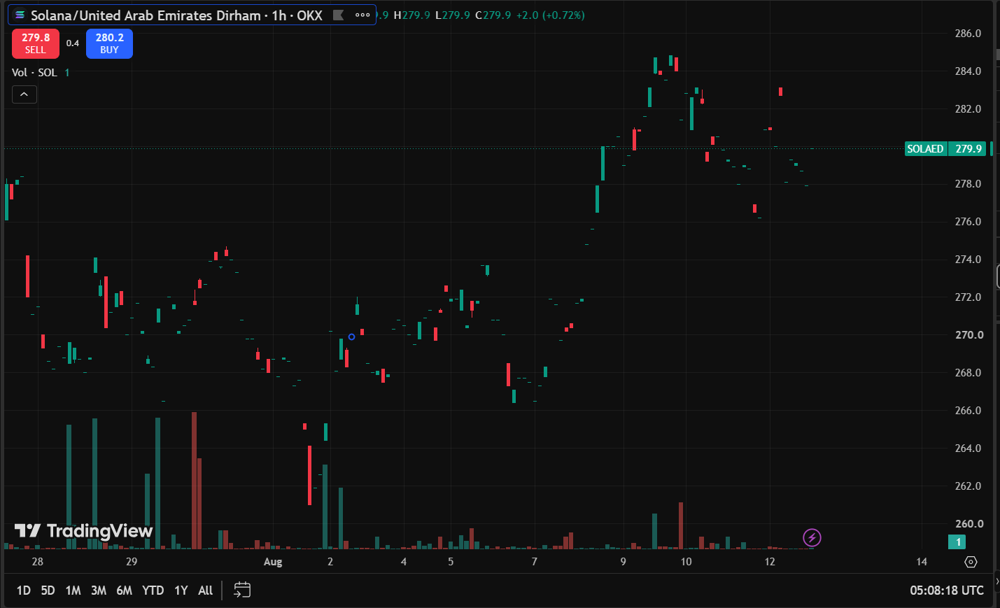 Solana/United Arab Emirates Dirham · 1h · OKX .9 H279.9 L279.9 C279.9 +2.0 (+0.72%)
279.8
SELL
0.4
280.2
BUY
Vol · SOL 1
286.0
284.0
282.0
SOLAED 279.9
278.0
276.0
274.0
272.0
270.0
268.0
266.0
264.0
262.0
260.0
TradingView
1
28 29 Aug 2 4 5 7 9 10 12 14
1D 5D 1M 3M 6M YTD 1Y All
05:08:18 UTC